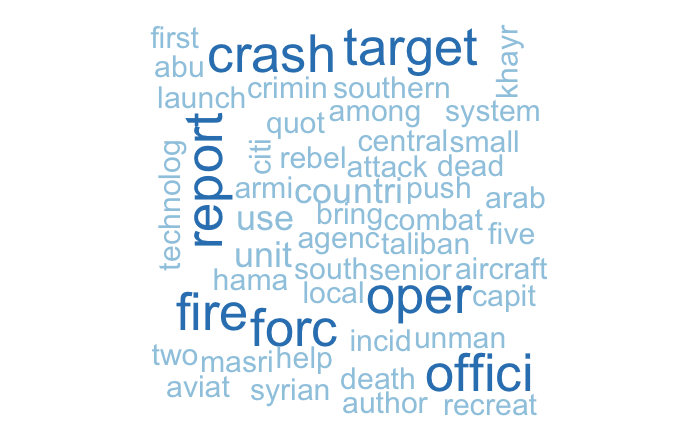 first
crash
target
khayr
abu
launch
crimin
southern
among
system
quot
report
central
small
citi
rebel
attack
dead
technolog
armi
countri
push
arab
use
bring
combat
agenc
taliban
five
unit
hama
south
senior
aircraft
local
oper
capit
fire
forc
incid
unman
two
masri
help
offici
aviat
syrian
death
author
recreat